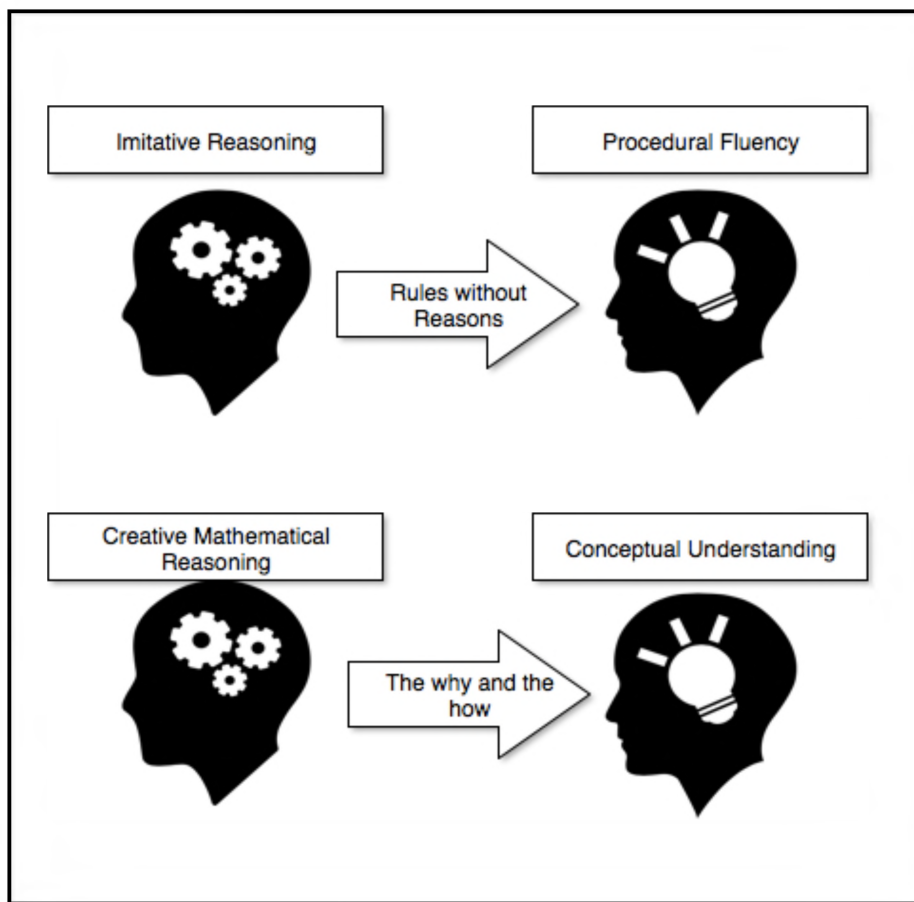 Imitative Reasoning
Procedural Fluency
Rules without
Reasons
Creative Mathematical
Reasoning
Conceptual Understanding
The why and the
how